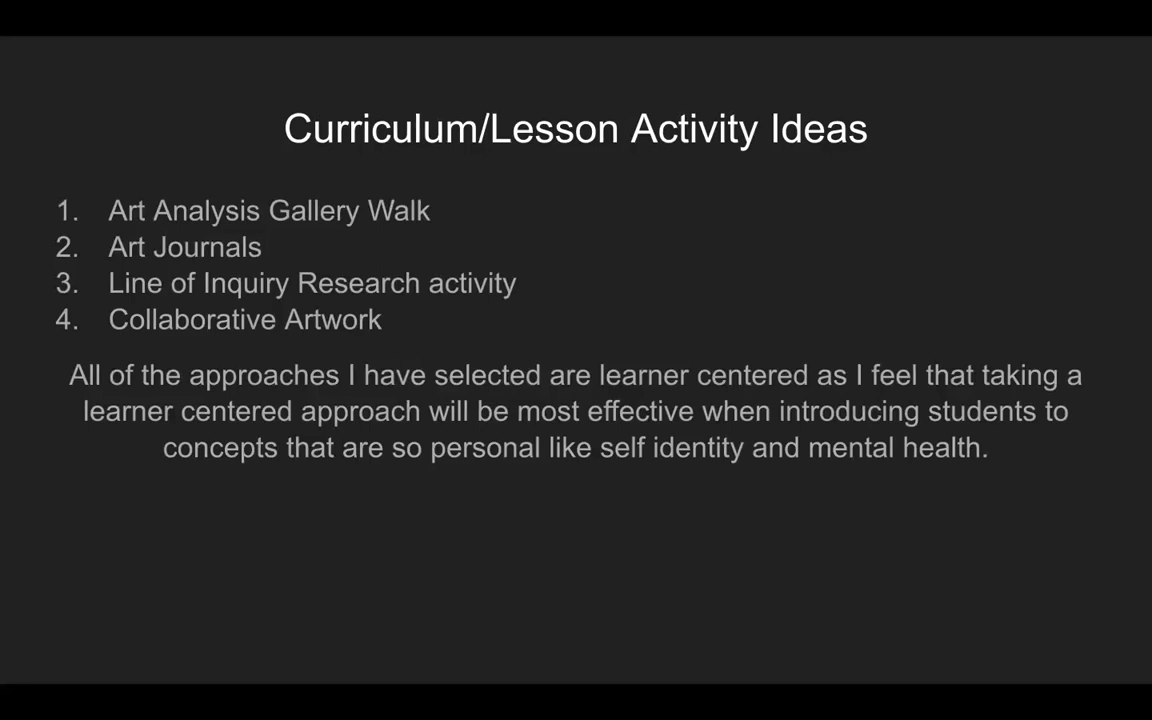 Curriculum/Lesson Activity Ideas
1. Art Analysis Gallery Walk
2. Art Journals
3. Line of Inquiry Research activity
4. Collaborative Artwork
All of the approaches I have selected are learner centered as I feel that taking a
learner centered approach will be most effective when introducing students to
concepts that are so personal like self identity and mental health.